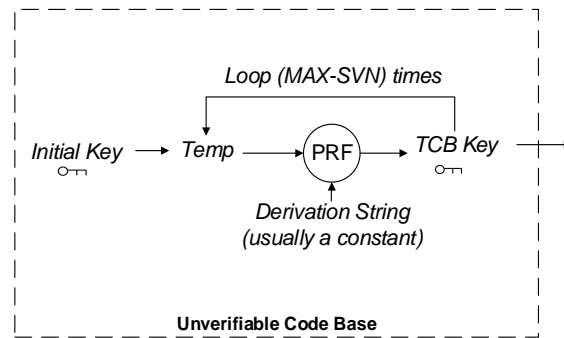 Loop (MAX-SVN) times
Initial Key
Temp
PRF
TCB Key
Derivation String
(usually a constant)
Unverifiable Code Base